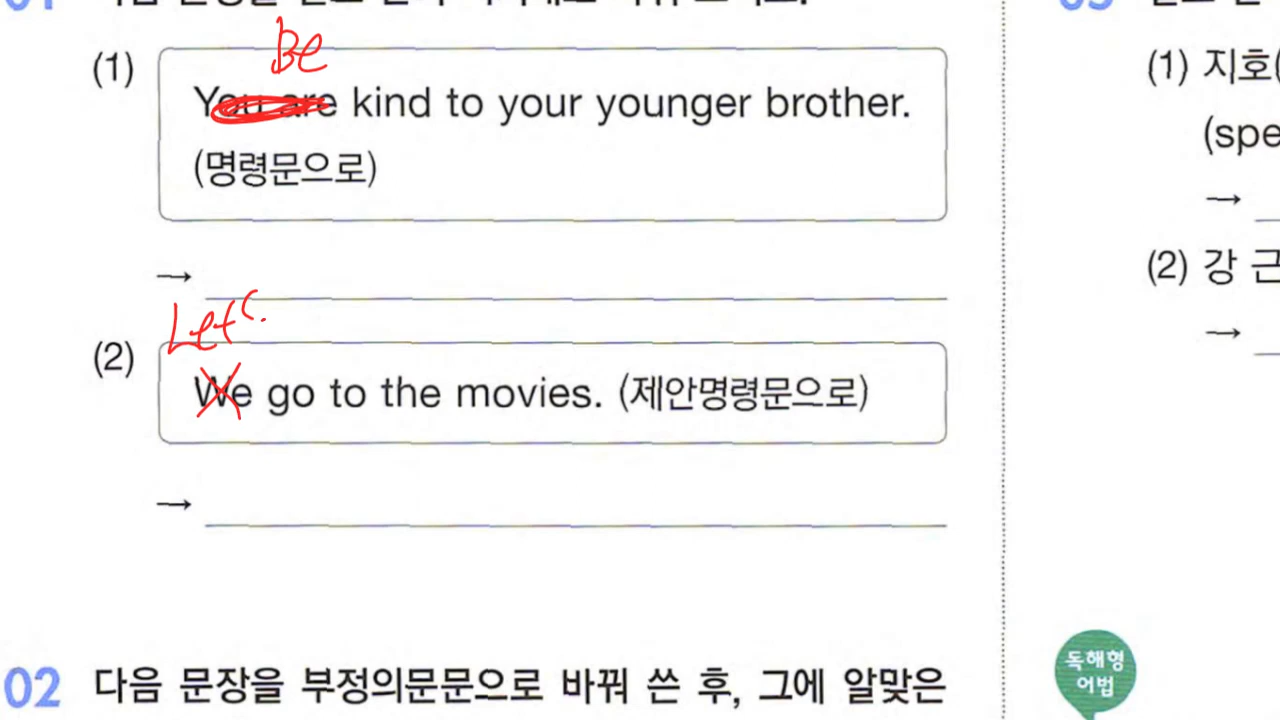 (1)
Be
You are kind to your younger brother.
(명령문으로)
→
Let's
(2)
We go to the movies. (제안명령문으로)
→
02 다음 문장을 부정의문문으로 바꿔 쓴 후, 그에 알맞은
(1) 지호(
(spe
→
(2) 강
→
독해형
어법